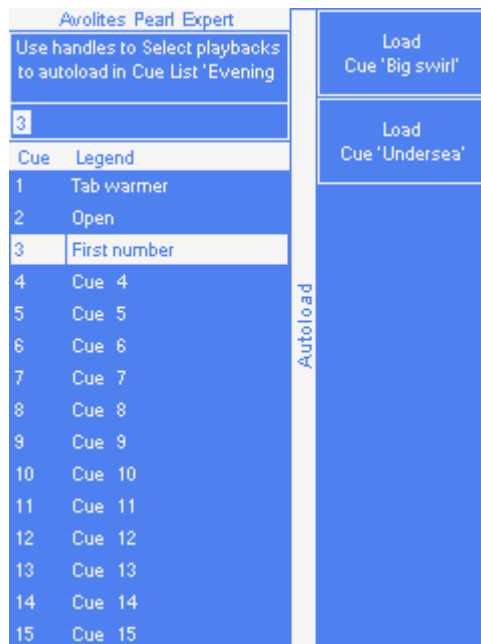 Avolites Pearl Expert
Use handles to Select playbacks
to autoload in Cue List 'Evening
3
Cue Legend
1 Tab warmer
2 Open
3 First number
4 Cue 4
5 Cue 5
6 Cue 6
7 Cue 7
8 Cue 8
9 Cue 9
10 Cue 10
11 Cue 11
12 Cue 12
13 Cue 13
14 Cue 14
15 Cue 15
Autoload
Load
Cue 'Big swirl'
Load
Cue 'Undersea'